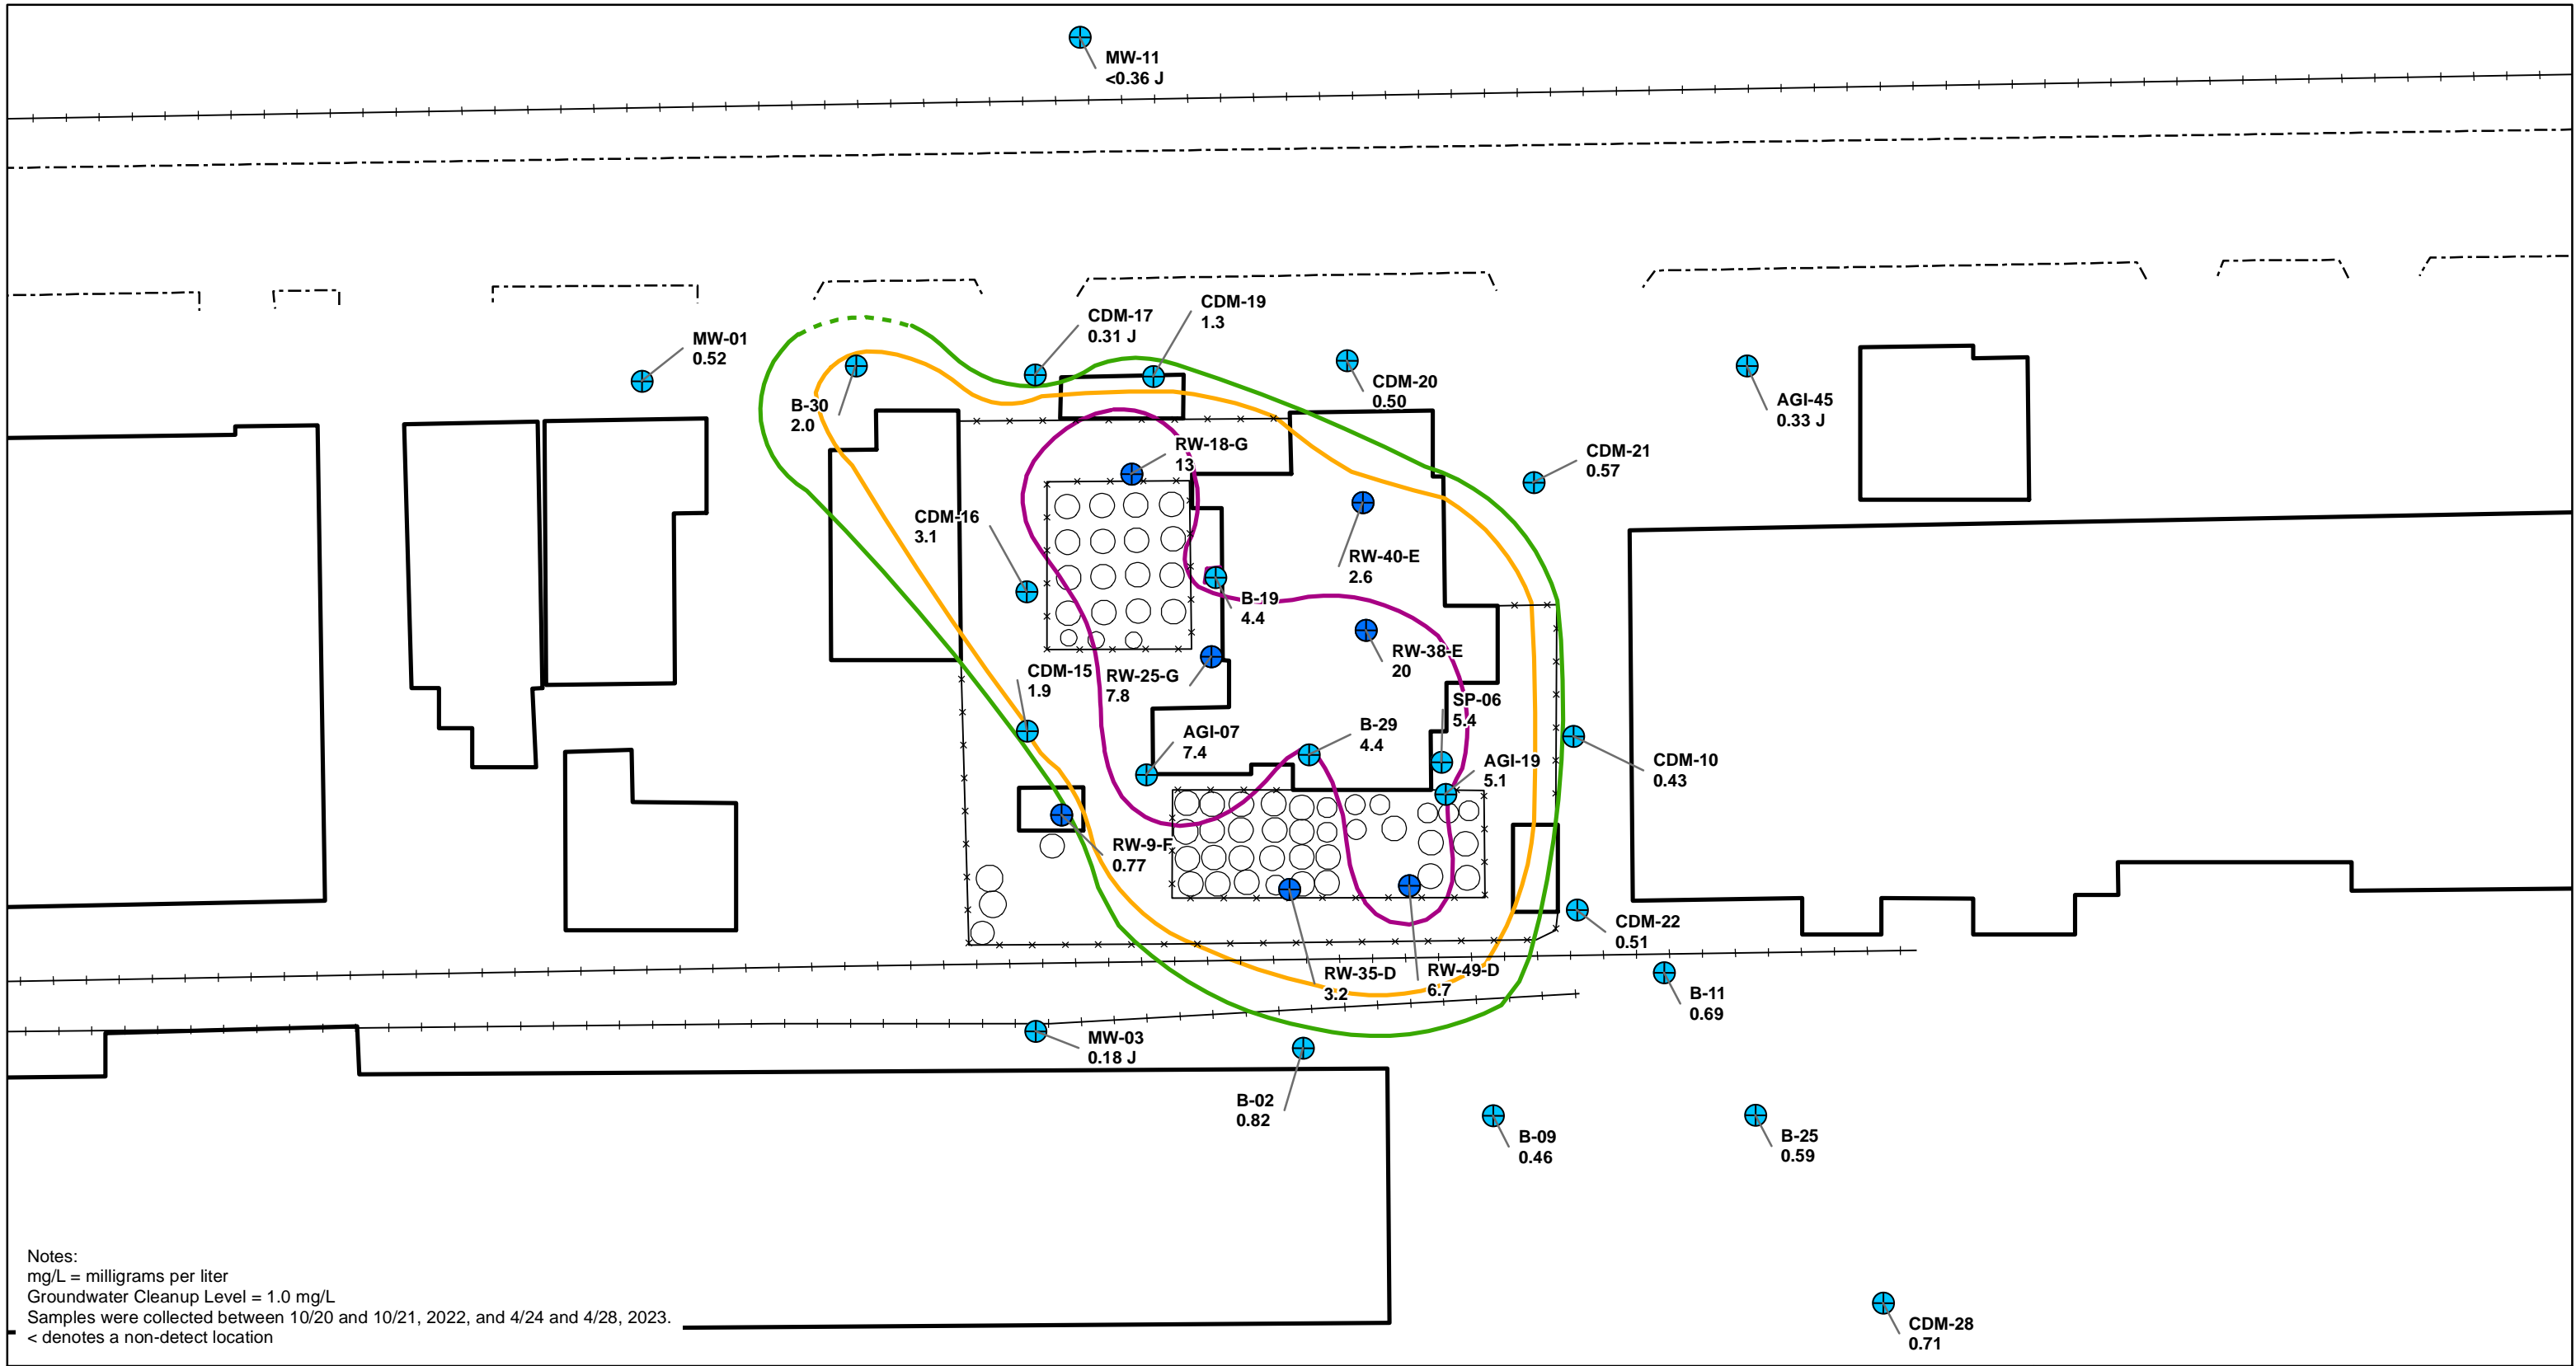 MW-11
<0.36 J
CDM-19
1.3
CDM-17
0.31 J
MW-01
0.52
CDM-20
0.50
AGI-45
0.33 J
B-30
2.0
RW-18-G
13
CDM-21
0.57
CDM-16
3.1
RW-40-E
2.6
B-19
4.4
RW-38-E
20
CDM-15
1.9
RW-25-G
7.8
SP-06
5.4
AGI-07
7.4
B-29
4.4
AGI-19
5.1
CDM-10
0.43
RW-9-F
0.77
CDM-22
0.51
RW-35-D
3.2
RW-49-D
6.7
B-11
0.69
MW-03
0.18 J
B-02
0.82
B-09
0.46
B-25
0.59
Notes:
mg/L = milligrams per liter
Groundwater Cleanup Level = 1.0 mg/L
Samples were collected between 10/20 and 10/21, 2022, and 4/24 and 4/28, 2023.
< denotes a non-detect location
CDM-28
0.71